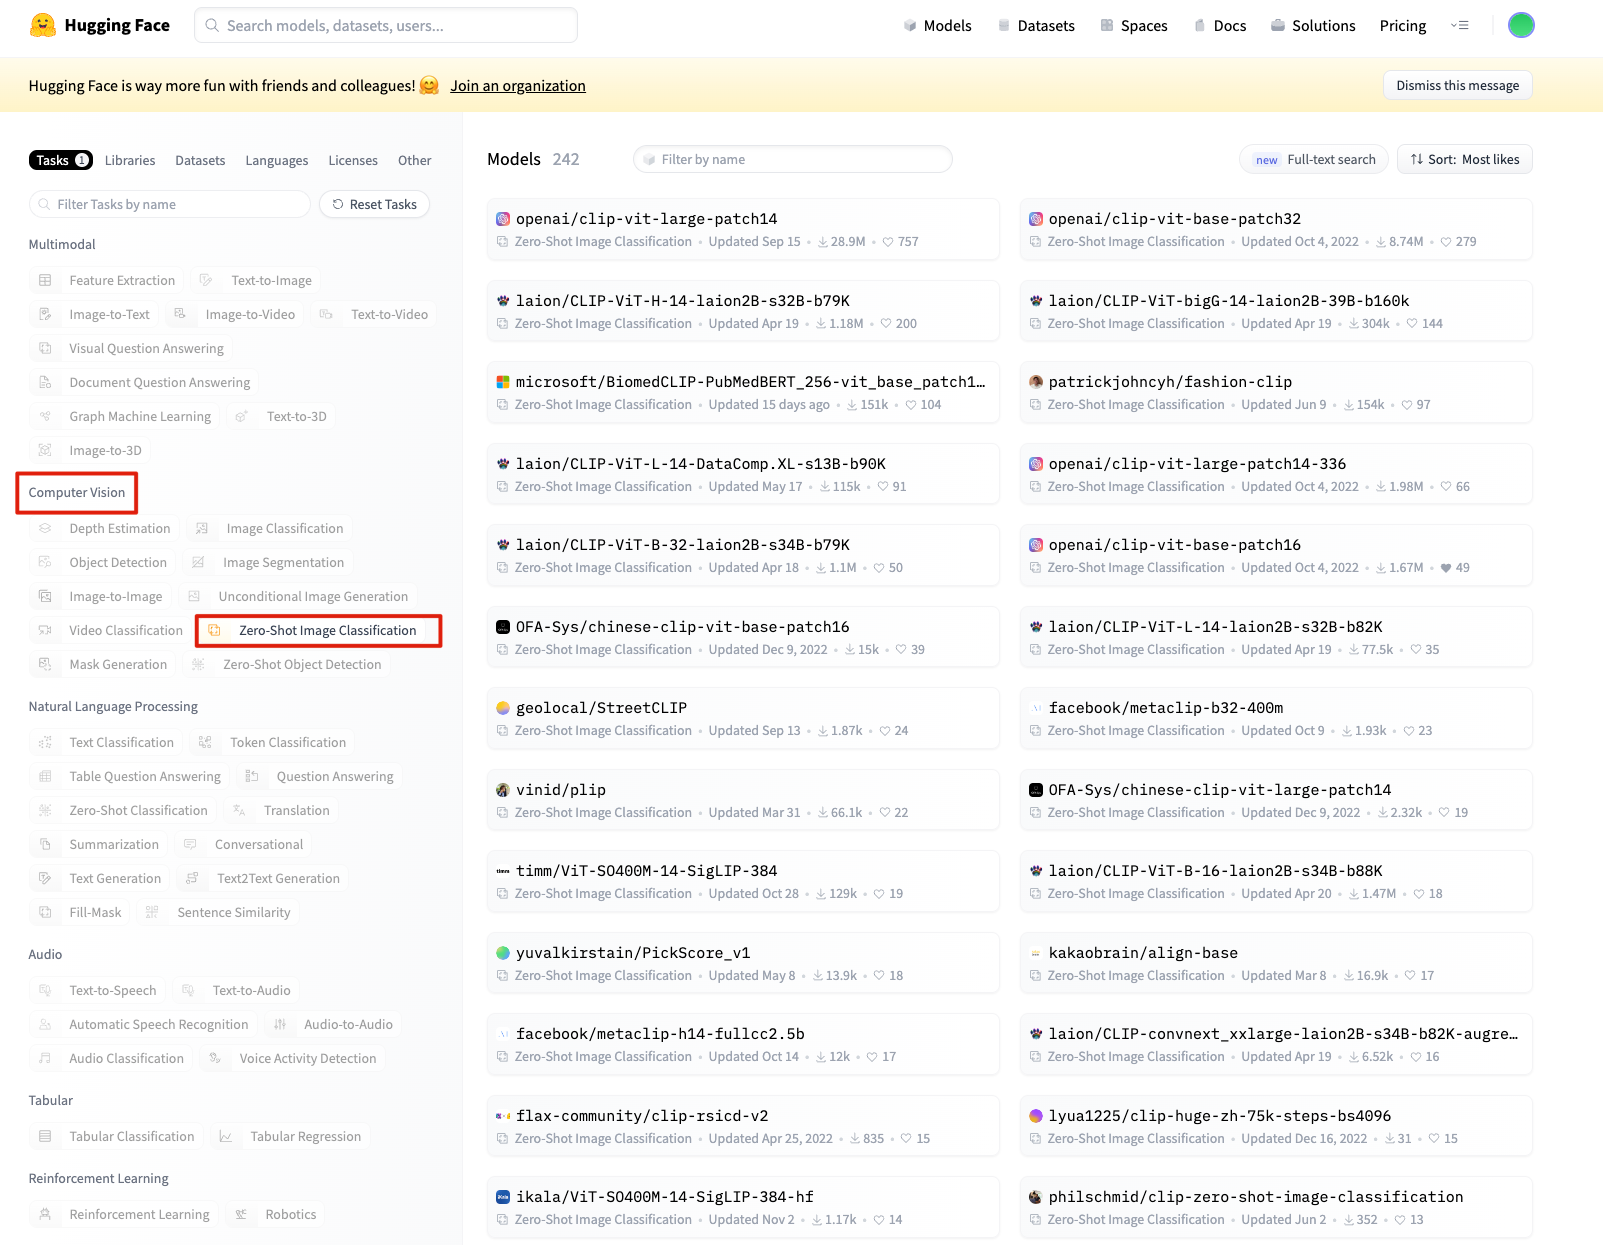 Hugging Face
Search models, datasets, users...
Models
Datasets
Spaces
Docs
Solutions
Pricing
Hugging Face is way more fun with friends and colleagues! 🤗 Join an organization
Dismiss this message
Tasks 1
Libraries
Datasets
Languages
Licenses
Other
Filter Tasks by name
Reset Tasks
Multimodal
Feature Extraction
Text-to-Image
Image-to-Text
Image-to-Video
Text-to-Video
Visual Question Answering
Document Question Answering
Graph Machine Learning
Text-to-3D
Image-to-3D
Computer Vision
Depth Estimation
Image Classification
Object Detection
Image Segmentation
Image-to-Image
Unconditional Image Generation
Video Classification
Zero-Shot Image Classification
Mask Generation
Zero-Shot Object Detection
Natural Language Processing
Text Classification
Token Classification
Table Question Answering
Question Answering
Zero-Shot Classification
Translation
Summarization
Conversational
Text Generation
Text2Text Generation
Fill-Mask
Sentence Similarity
Audio
Text-to-Speech
Text-to-Audio
Automatic Speech Recognition
Audio-to-Audio
Audio Classification
Voice Activity Detection
Tabular
Tabular Classification
Tabular Regression
Reinforcement Learning
Reinforcement Learning
Robotics
Models 242
Filter by name
new Full-text search
Sort: Most likes
openai/clip-vit-large-patch14
Zero-Shot Image Classification • Updated Sep 15 • 28.9M • 757
openai/clip-vit-base-patch32
Zero-Shot Image Classification • Updated Oct 4, 2022 • 8.74M • 279
laion/CLIP-ViT-H-14-laion2B-s32B-b79K
Zero-Shot Image Classification • Updated Apr 19 • 1.18M • 200
laion/CLIP-ViT-bigG-14-laion2B-39B-b160k
Zero-Shot Image Classification • Updated Apr 19 • 304k • 144
microsoft/BiomedCLIP-PubMedBERT_256-vit_base_patch1…
Zero-Shot Image Classification • Updated 15 days ago • 151k • 104
patrickjohncyh/fashion-clip
Zero-Shot Image Classification • Updated Jun 9 • 154k • 97
laion/CLIP-ViT-L-14-DataComp.XL-s13B-b90K
Zero-Shot Image Classification • Updated May 17 • 115k • 91
openai/clip-vit-large-patch14-336
Zero-Shot Image Classification • Updated Oct 4, 2022 • 1.98M • 66
laion/CLIP-ViT-B-32-laion2B-s34B-b79K
Zero-Shot Image Classification • Updated Apr 18 • 1.1M • 50
openai/clip-vit-base-patch16
Zero-Shot Image Classification • Updated Oct 4, 2022 • 1.67M • 49
OFA-Sys/chinese-clip-vit-base-patch16
Zero-Shot Image Classification • Updated Dec 9, 2022 • 15k • 39
laion/CLIP-ViT-L-14-laion2B-s32B-b82K
Zero-Shot Image Classification • Updated Apr 19 • 77.5k • 35
geolocal/StreetCLIP
Zero-Shot Image Classification • Updated Sep 13 • 1.87k • 24
facebook/metaclip-b32-400m
Zero-Shot Image Classification • Updated Oct 9 • 1.93k • 23
vinid/plip
Zero-Shot Image Classification • Updated Mar 31 • 66.1k • 22
OFA-Sys/chinese-clip-vit-large-patch14
Zero-Shot Image Classification • Updated Dec 9, 2022 • 2.32k • 19
timm/ViT-SO400M-14-SigLIP-384
Zero-Shot Image Classification • Updated Oct 28 • 129k • 19
laion/CLIP-ViT-B-16-laion2B-s34B-b88K
Zero-Shot Image Classification • Updated Apr 20 • 1.47M • 18
yuvalkirstain/PickScore_v1
Zero-Shot Image Classification • Updated May 8 • 13.9k • 18
kakaobrain/align-base
Zero-Shot Image Classification • Updated Mar 8 • 16.9k • 17
facebook/metaclip-h14-fullcc2.5b
Zero-Shot Image Classification • Updated Oct 14 • 12k • 17
laion/CLIP-convnext_xxlarge-laion2B-s34B-b82K-augre…
Zero-Shot Image Classification • Updated Apr 19 • 6.52k • 16
flax-community/clip-rsicd-v2
Zero-Shot Image Classification • Updated Apr 25, 2022 • 835 • 15
lyua1225/clip-huge-zh-75k-steps-bs4096
Zero-Shot Image Classification • Updated Dec 16, 2022 • 31 • 15
ikala/ViT-SO400M-14-SigLIP-384-hf
Zero-Shot Image Classification • Updated Nov 2 • 1.17k • 14
philschmid/clip-zero-shot-image-classification
Zero-Shot Image Classification • Updated Jun 2 • 352 • 13